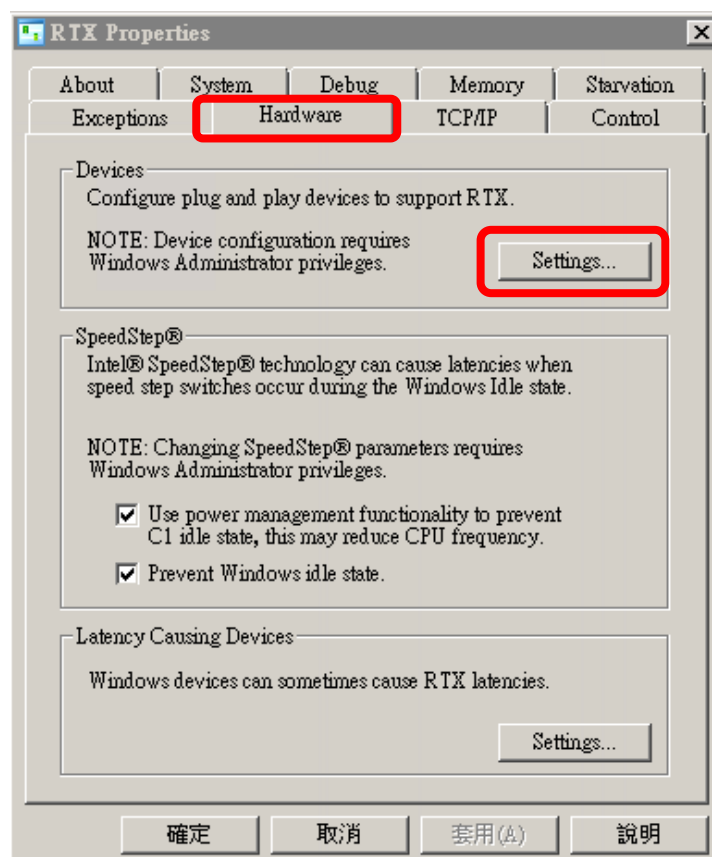 RTX Properties
About System Debug Memory Starvation
Exceptions Hardware TCP/IP Control
Devices
Configure plug and play devices to support RTX.
NOTE: Device configuration requires
Windows Administrator privileges.
Settings...
SpeedStep®
Intel® SpeedStep® technology can cause latencies when
speed step switches occur during the Windows Idle state.
NOTE: Changing SpeedStep® parameters requires
Windows Administrator privileges.
Use power management functionality to prevent
C1 idle state, this may reduce CPU frequency.
Prevent Windows idle state.
Latency Causing Devices
Windows devices can sometimes cause RTX latencies.
Settings...
確定 取消 套用(A) 說明